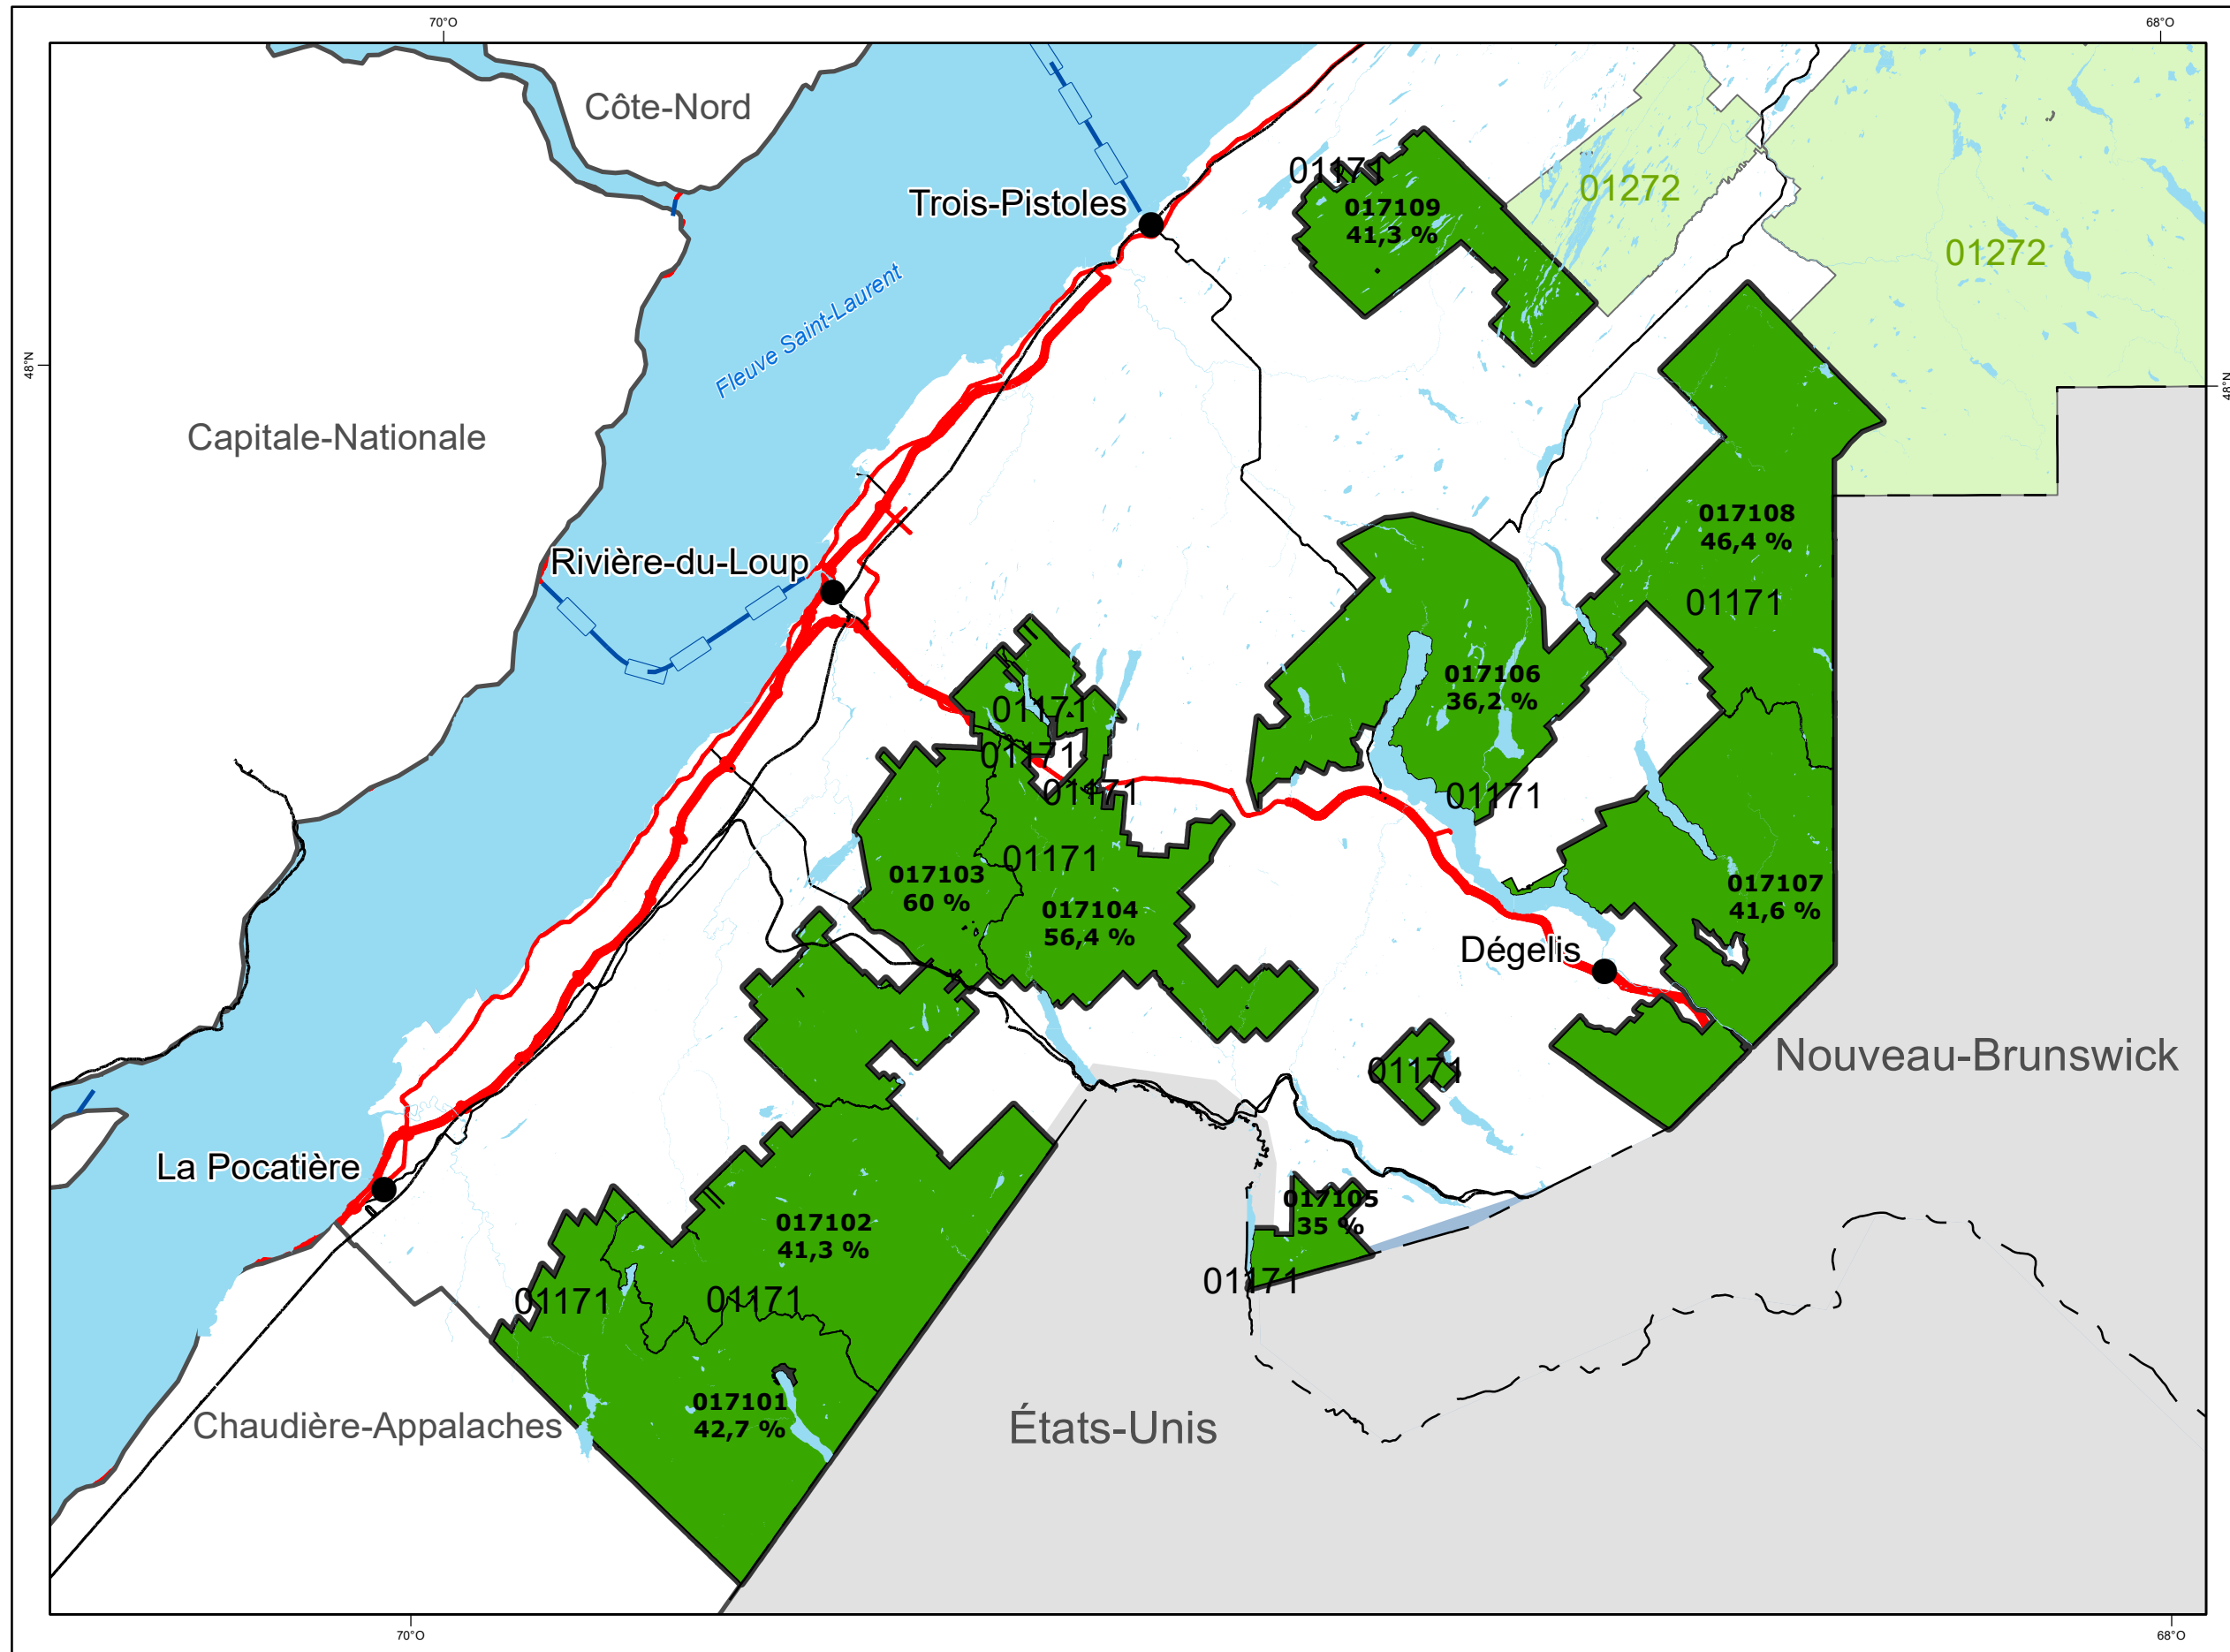 70°O
68°O
Côte-Nord
01171
01272
Trois-Pistoles
017109
41,3 %
01272
Fleuve Saint-Laurent
48°N
48°N
Capitale-Nationale
017108
46,4 %
Rivière-du-Loup
01171
017106
36,2 %
01171
01171
01171
01171
01171
017103
60 %
017104
56,4 %
017107
41,6 %
Dégelis
Nouveau-Brunswick
01171
La Pocatière
017105
35 %
017102
41,3 %
01171
01171
01171
017101
42,7 %
Chaudière-Appalaches
États-Unis
70°O
68°O